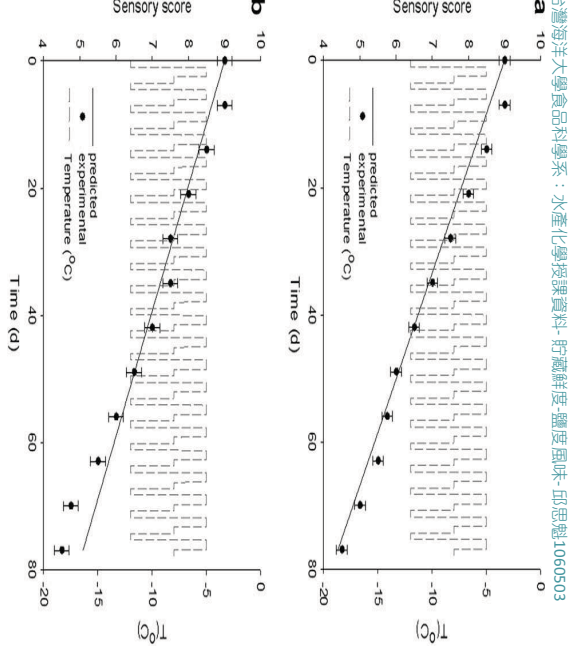 台灣海洋大學食品科學系：水產化學授課資料- 貯藏鮮度-鹽度風味- 邱思魁1060503
a
Sensory score
10
9
8
7
6
5
4
predicted
experimental
Temperature (°C)
0
20
40
60
80
Time (d)
0
-5
-10
-15
-20
T(°C)
b
Sensory score
10
9
8
7
6
5
4
predicted
experimental
Temperature (°C)
0
20
40
60
80
Time (d)
0
-5
-10
-15
-20
T(°C)